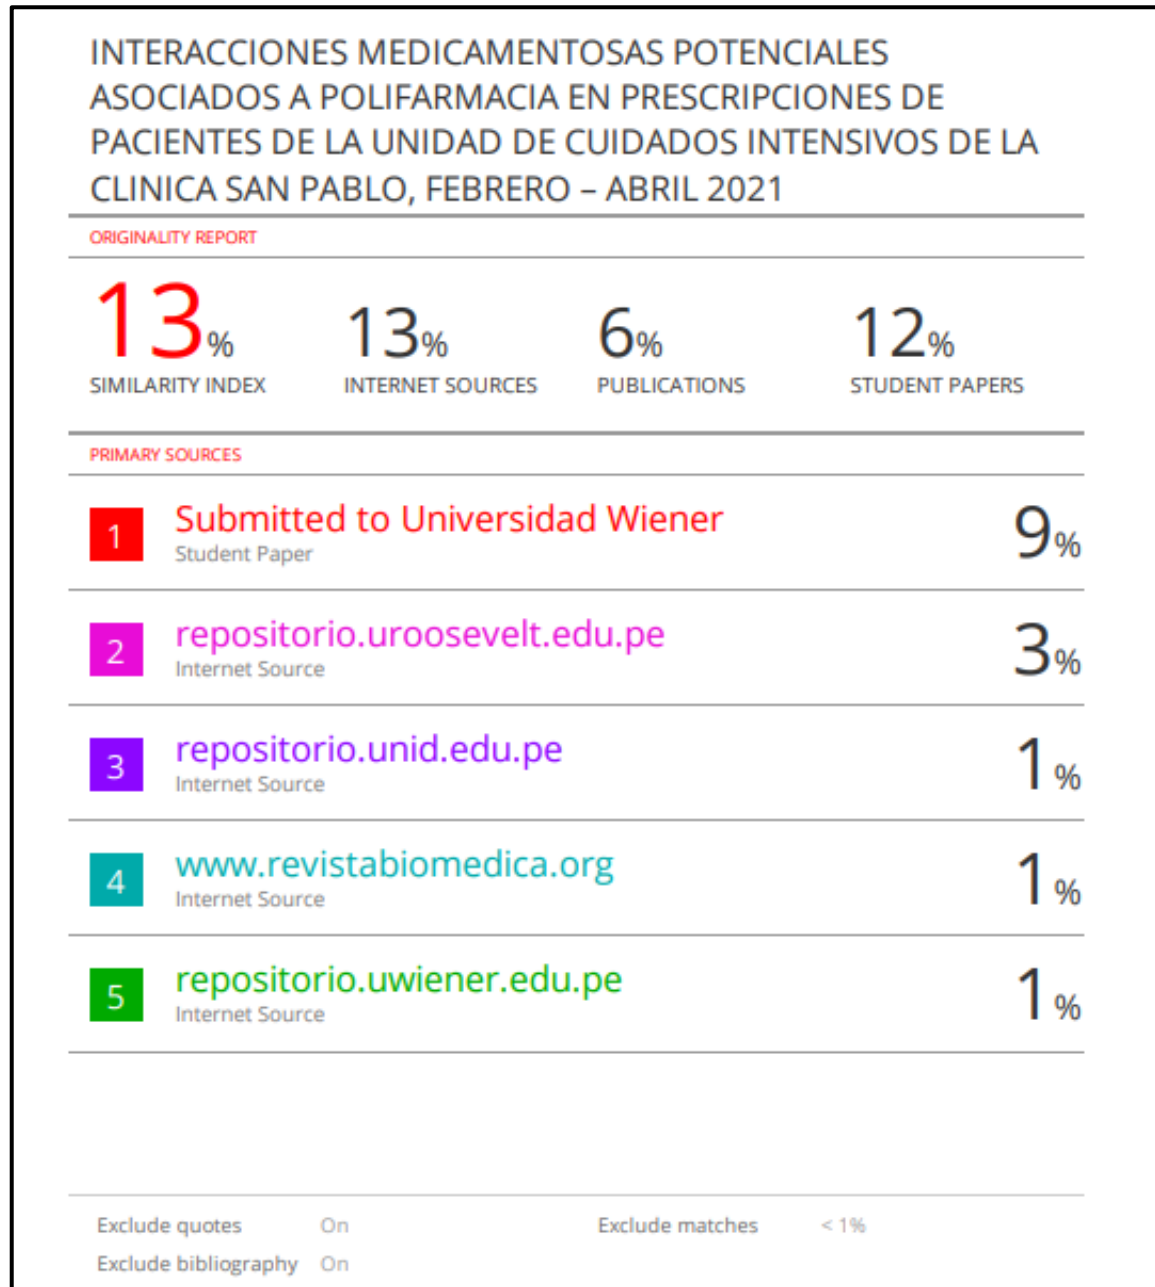 INTERACCIONES MEDICAMENTOSAS POTENCIALES
ASOCIADOS A POLIFARMACIA EN PRESCRIPCIONES DE
PACIENTES DE LA UNIDAD DE CUIDADOS INTENSIVOS DE LA
CLINICA SAN PABLO, FEBRERO – ABRIL 2021
ORIGINALITY REPORT
13% 13% 6% 12%
SIMILARITY INDEX INTERNET SOURCES PUBLICATIONS STUDENT PAPERS
PRIMARY SOURCES
1 Submitted to Universidad Wiener 9%
Student Paper
2 repositorio.uroosevelt.edu.pe 3%
Internet Source
3 repositorio.unid.edu.pe 1%
Internet Source
4 www.revistabiomedica.org 1%
Internet Source
5 repositorio.uwiener.edu.pe 1%
Internet Source
Exclude quotes On Exclude matches < 1%
Exclude bibliography On